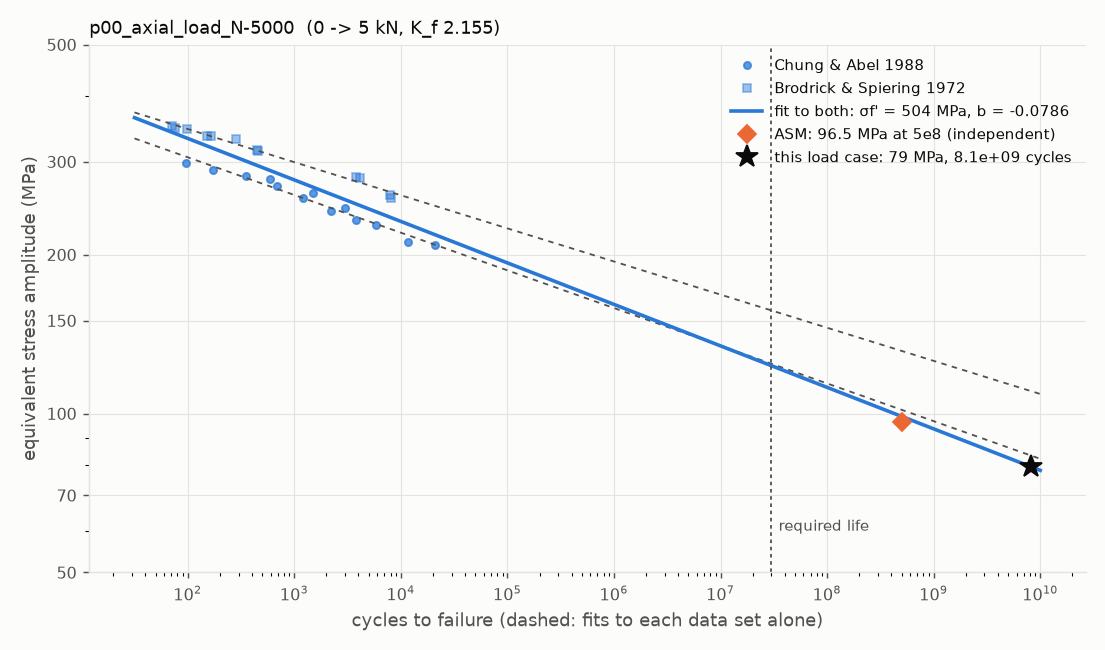 p00_axial_load_N-5000 (0 -> 5 kN, K_f 2.155)
Chung & Abel 1988
Brodrick & Spiering 1972
fit to both: σf' = 504 MPa, b = -0.0786
ASM: 96.5 MPa at 5e8 (independent)
this load case: 79 MPa, 8.1e+09 cycles
equivalent stress amplitude (MPa)
500
300
200
150
100
70
50
required life
10² 10³ 10⁴ 10⁵ 10⁶ 10⁷ 10⁸ 10⁹ 10¹⁰
cycles to failure (dashed: fits to each data set alone)